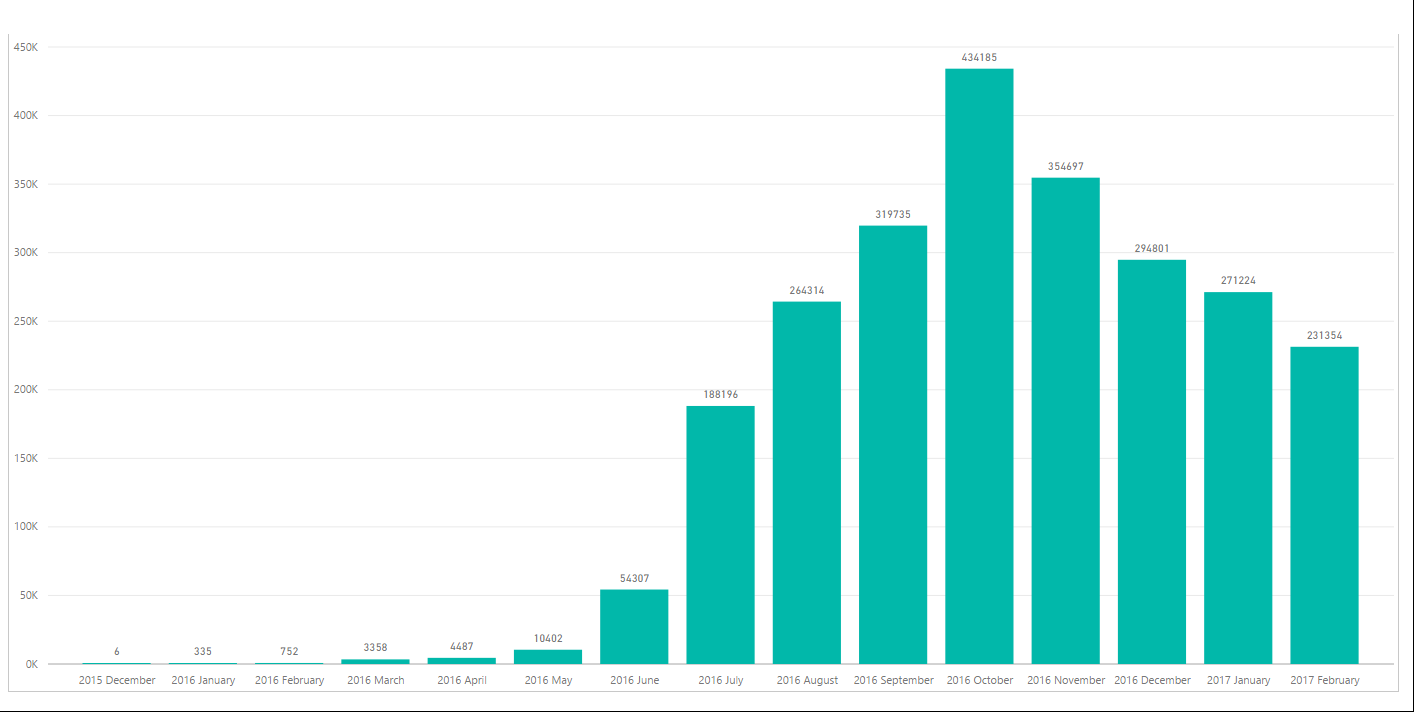 450K
400K
350K
300K
250K
200K
150K
100K
50K
0K
6
335
752
3358
4487
10402
54307
188196
264314
319735
434185
354697
294801
271224
231354
2015 December 2016 January 2016 February 2016 March 2016 April 2016 May 2016 June 2016 July 2016 August 2016 September 2016 October 2016 November 2016 December 2017 January 2017 February